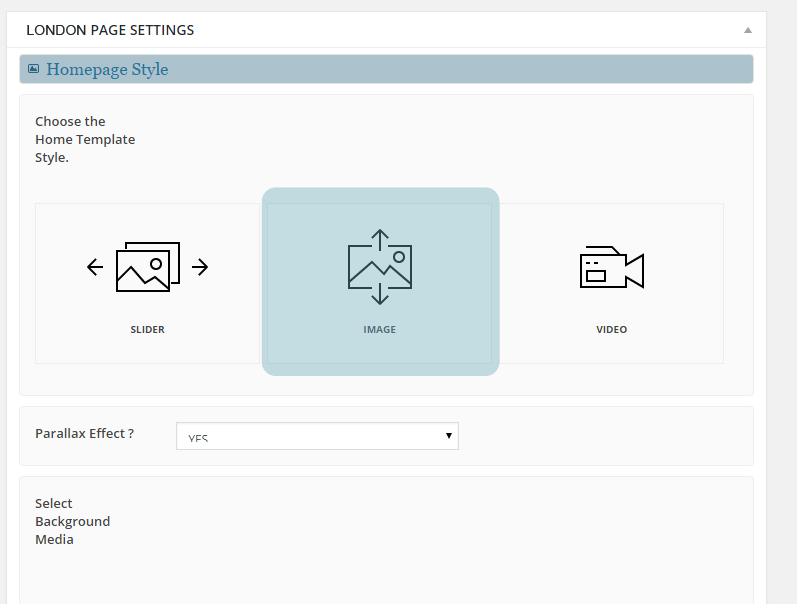 LONDON PAGE SETTINGS
Homepage Style
Choose the
Home Template
Style.
SLIDER
IMAGE
VIDEO
Parallax Effect ?
YES
Select
Background
Media